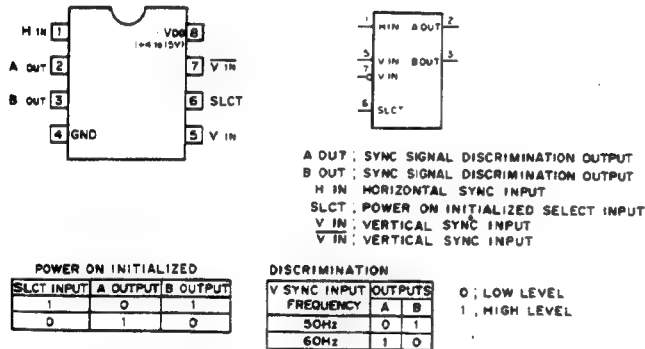 H IN 1
VDD 8
(+4 to 15V)
A OUT 2
7 V IN
B OUT 3
6 SLCT
4 GND
5 V IN
1 H IN A OUT 2
5 V IN B OUT 3
7 V IN
6 SLCT
A OUT ; SYNC SIGNAL DISCRIMINATION OUTPUT
B OUT ; SYNC SIGNAL DISCRIMINATION OUTPUT
H IN HORIZONTAL SYNC INPUT
SLCT ; POWER ON INITIALIZED SELECT INPUT
V IN ; VERTICAL SYNC INPUT
V IN ; VERTICAL SYNC INPUT
POWER ON INITIALIZED
SLCT INPUT A OUTPUT B OUTPUT
1 0 1
0 1 0
DISCRIMINATION
V SYNC INPUT FREQUENCY OUTPUTS
A B
50Hz 0 1
60Hz 1 0
0 ; LOW LEVEL
1 , HIGH LEVEL